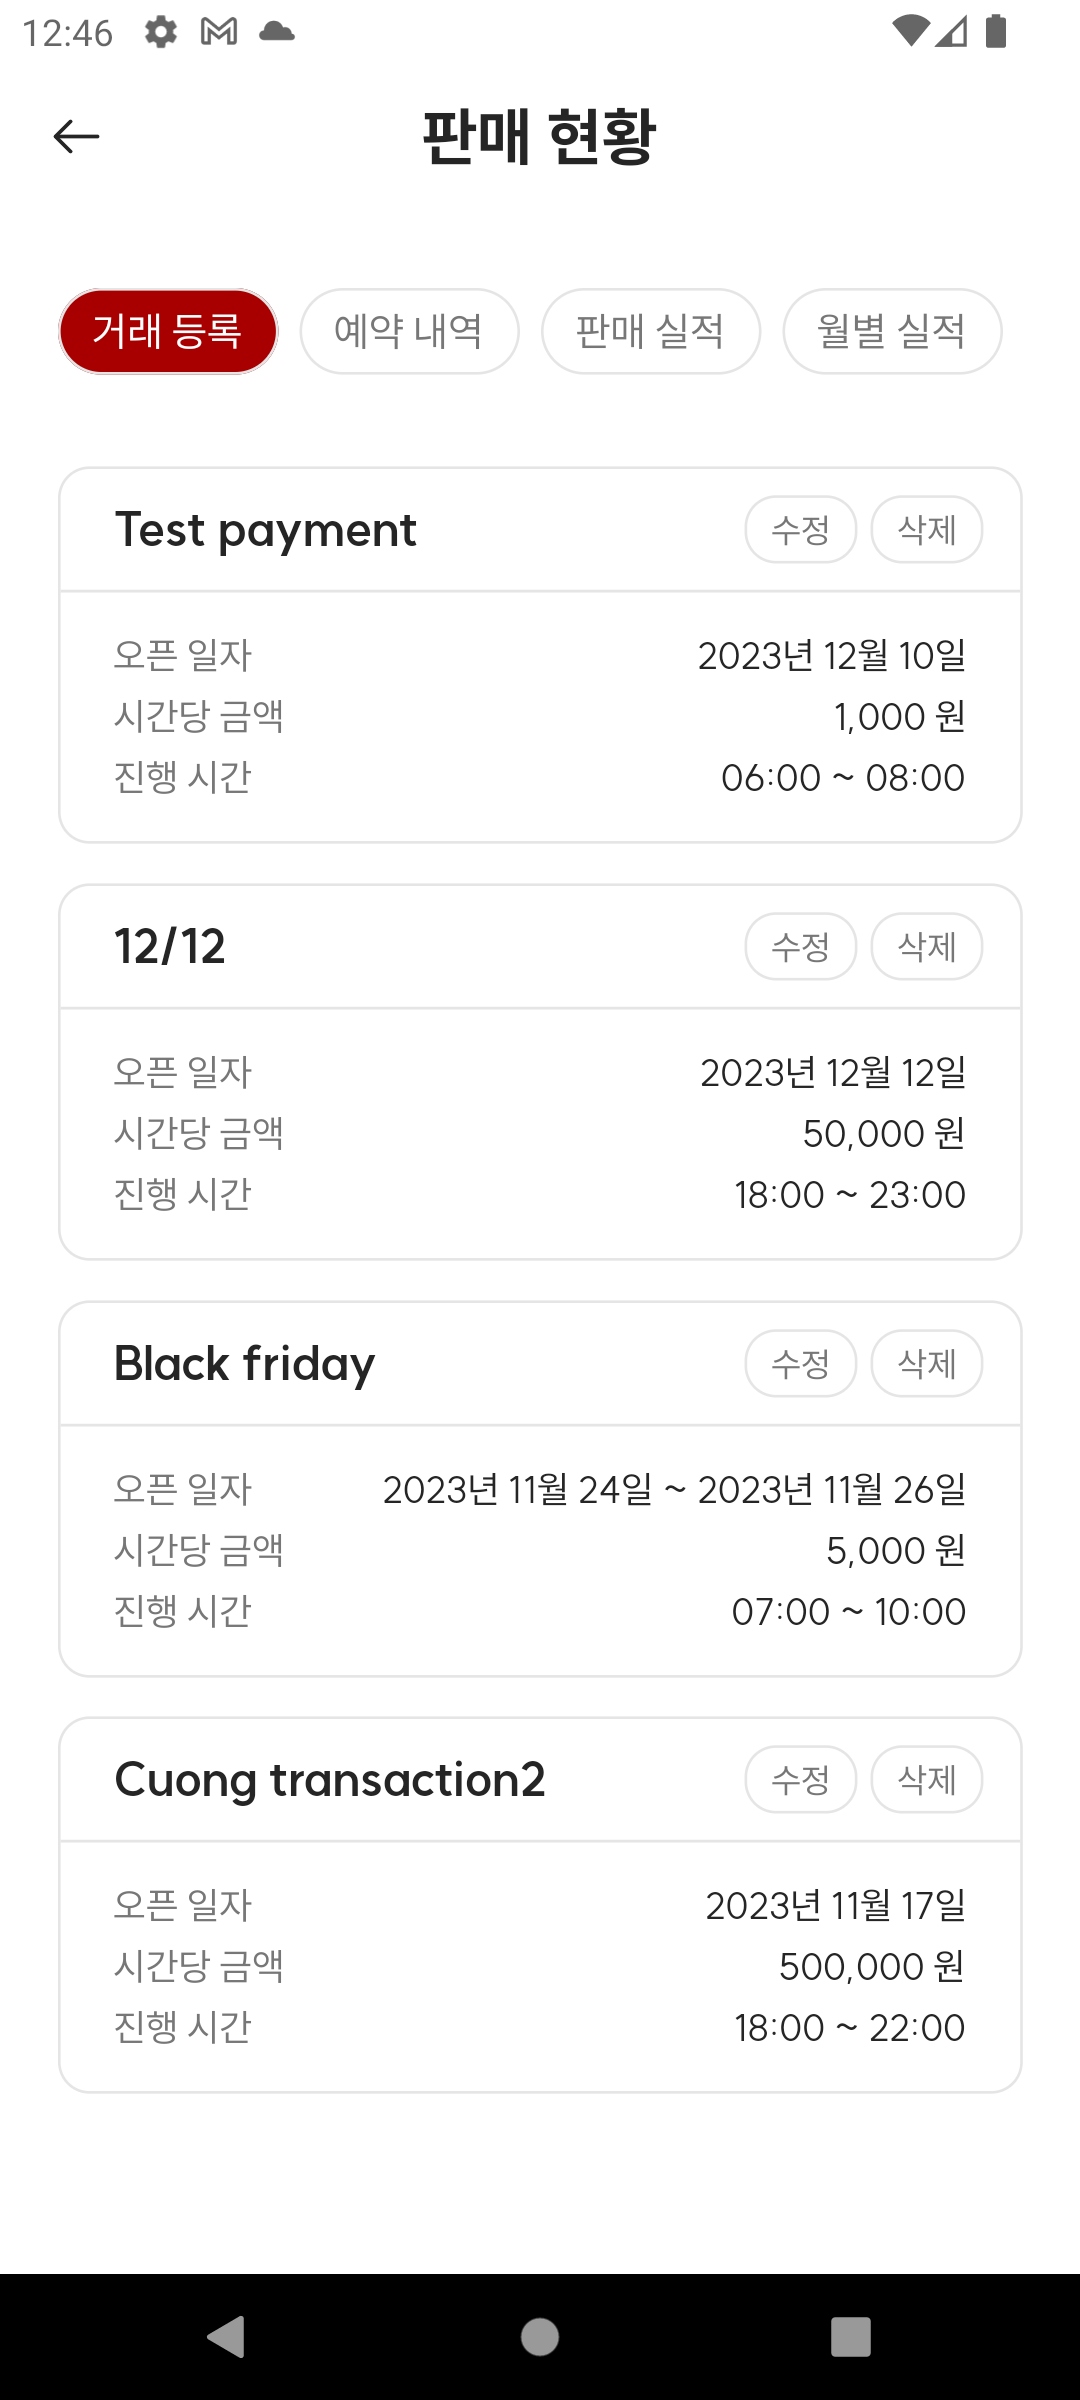 12:46
판매 현황
거래 등록 예약 내역 판매 실적 월별 실적
Test payment 수정 삭제
오픈 일자 2023년 12월 10일
시간당 금액 1,000 원
진행 시간 06:00 ~ 08:00
12/12 수정 삭제
오픈 일자 2023년 12월 12일
시간당 금액 50,000 원
진행 시간 18:00 ~ 23:00
Black friday 수정 삭제
오픈 일자 2023년 11월 24일 ~ 2023년 11월 26일
시간당 금액 5,000 원
진행 시간 07:00 ~ 10:00
Cuong transaction2 수정 삭제
오픈 일자 2023년 11월 17일
시간당 금액 500,000 원
진행 시간 18:00 ~ 22:00